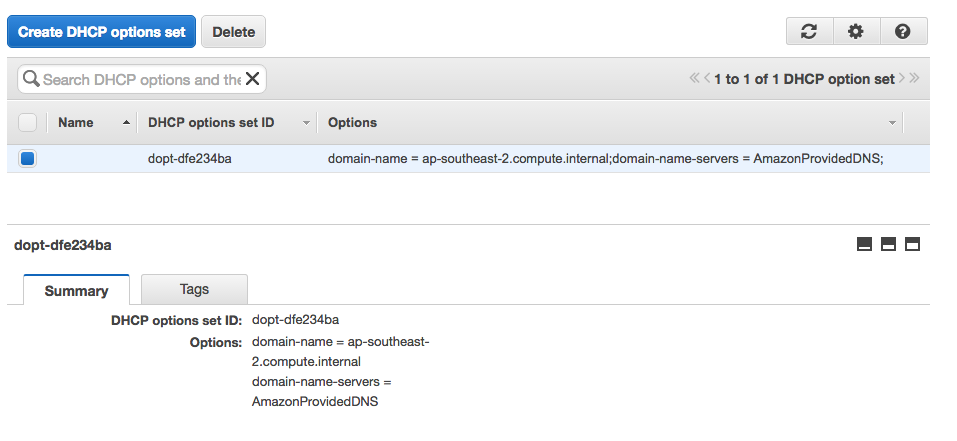 Create DHCP options set Delete
Search DHCP options and the
1 to 1 of 1 DHCP option set
Name DHCP options set ID Options
dopt-dfe234ba domain-name = ap-southeast-2.compute.internal;domain-name-servers = AmazonProvidedDNS;
dopt-dfe234ba
Summary Tags
DHCP options set ID: dopt-dfe234ba
Options: domain-name = ap-southeast-
2.compute.internal
domain-name-servers =
AmazonProvidedDNS